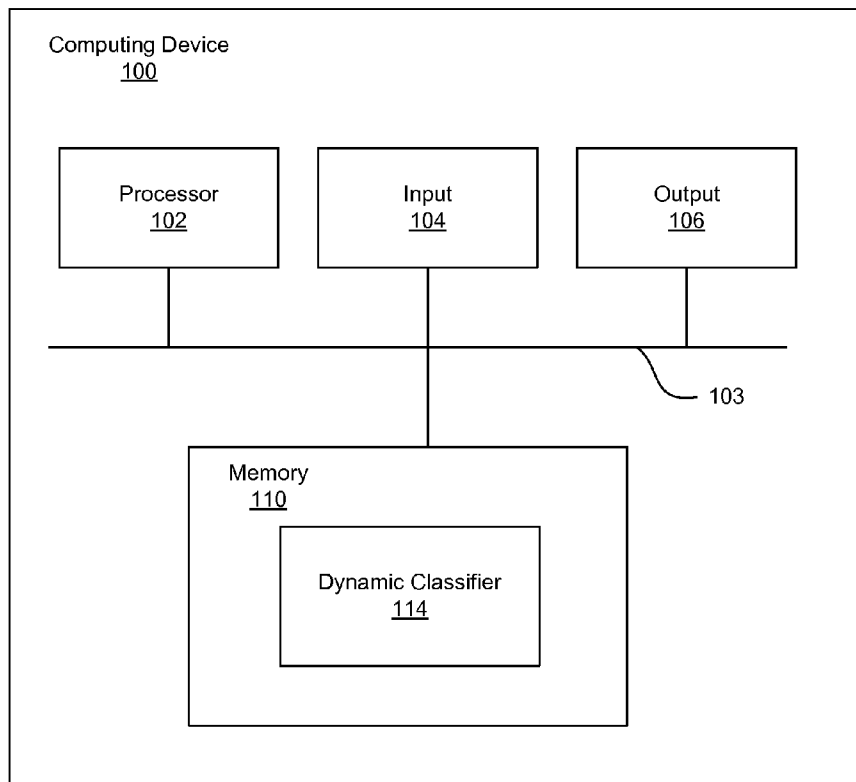 Computing Device
100
Processor
102
Input
104
Output
106
103
Memory
110
Dynamic Classifier
114